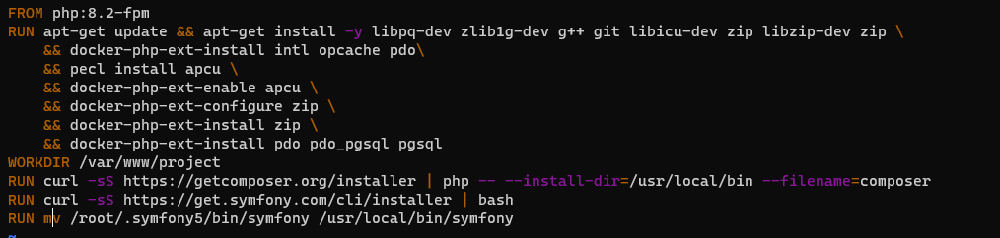 FROM php:8.2-fpm
RUN apt-get update && apt-get install -y libpq-dev zlib1g-dev g++ git libicu-dev zip libzip-dev zip \
    && docker-php-ext-install intl opcache pdo\
    && pecl install apcu \
    && docker-php-ext-enable apcu \
    && docker-php-ext-configure zip \
    && docker-php-ext-install zip \
    && docker-php-ext-install pdo pdo_pgsql pgsql
WORKDIR /var/www/project
RUN curl -sS https://getcomposer.org/installer | php -- --install-dir=/usr/local/bin --filename=composer
RUN curl -sS https://get.symfony.com/cli/installer | bash
RUN mv /root/.symfony5/bin/symfony /usr/local/bin/symfony
~